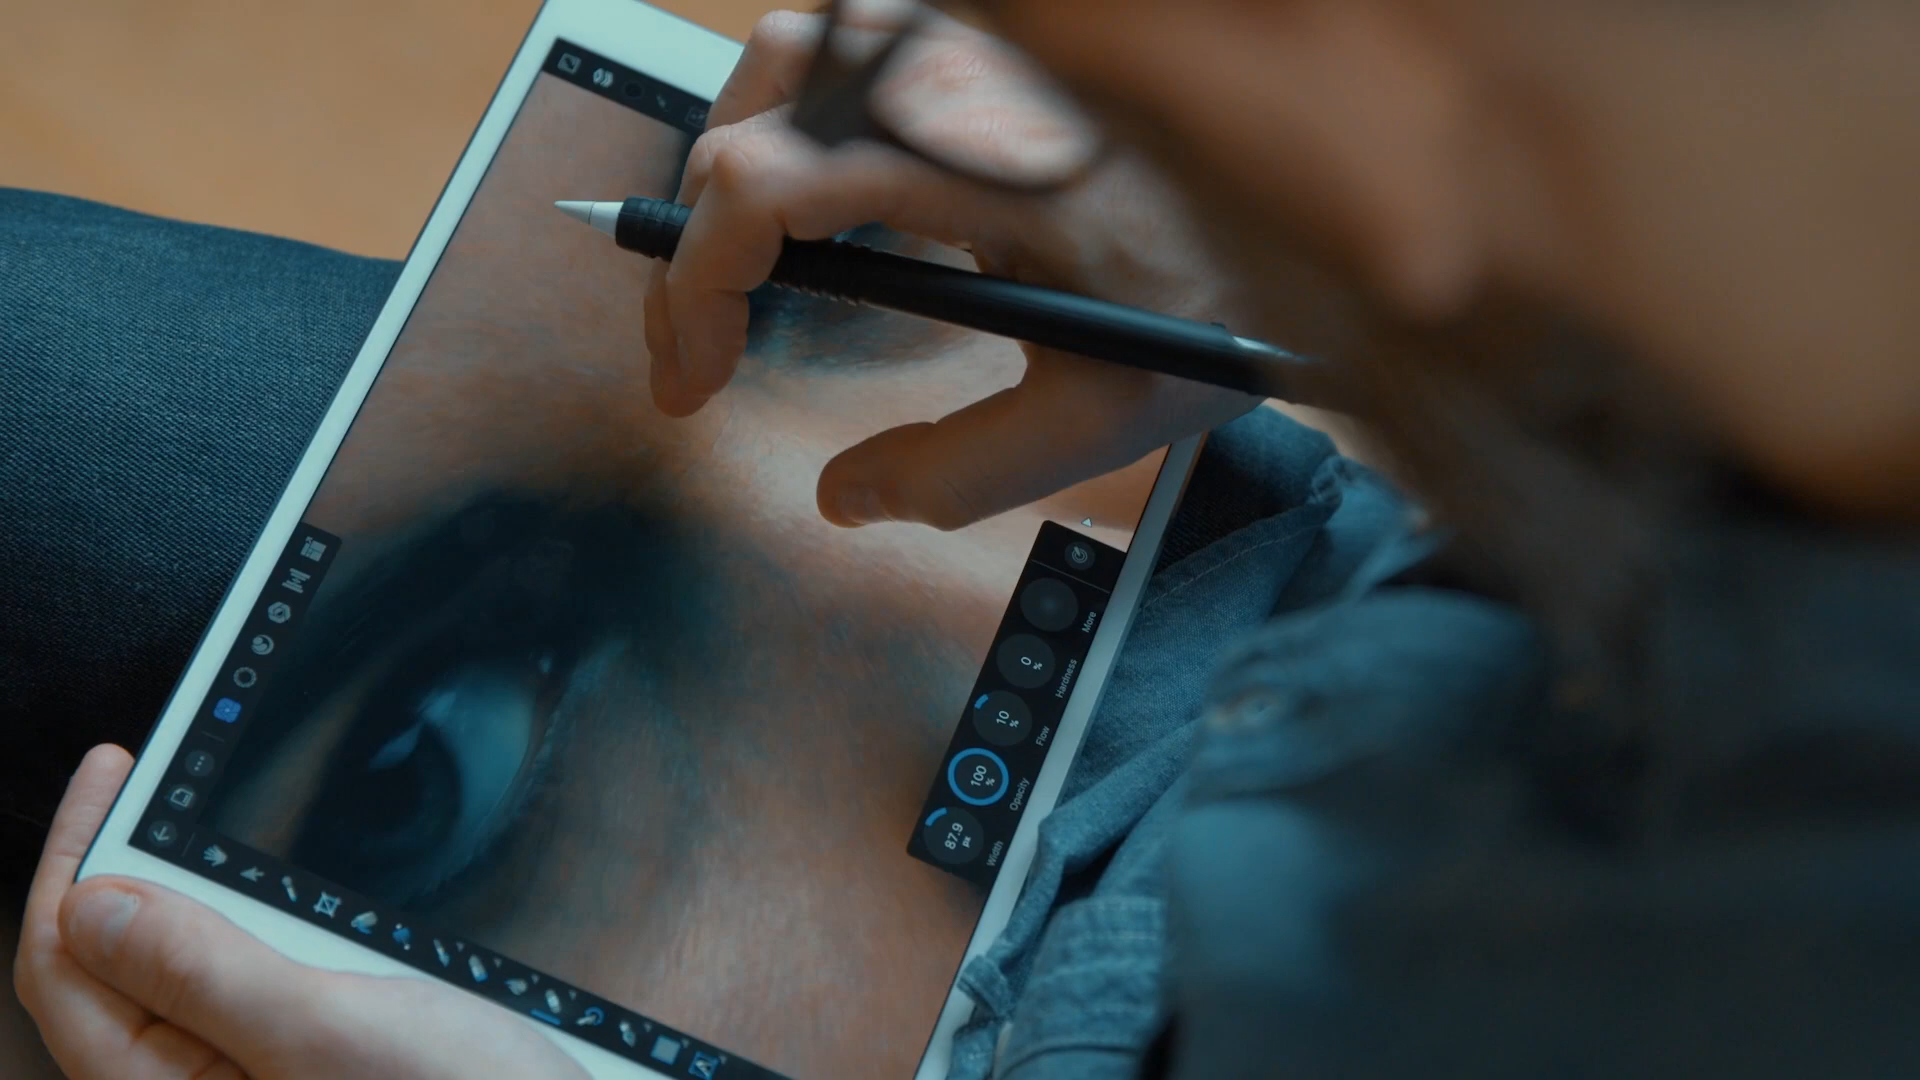 87.9 px
Width
100 %
Opacity
10 %
Flow
0 %
Hardness
More